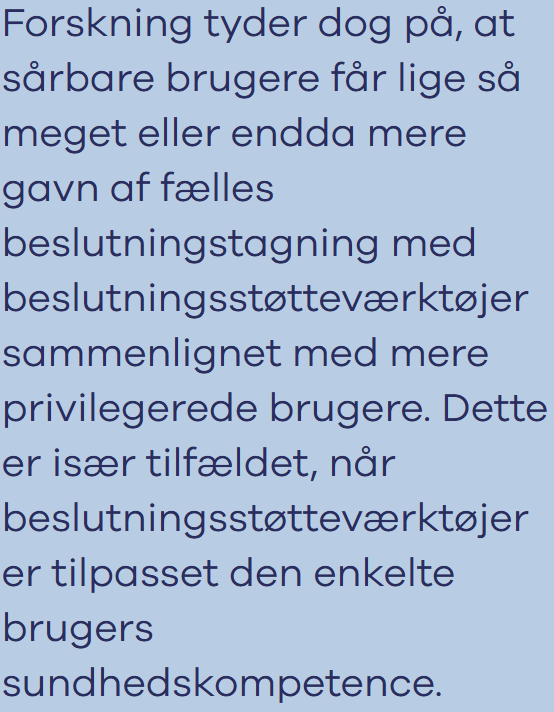 Forskning tyder dog på, at
sårbare brugere får lige så
meget eller endda mere
gavn af fælles
beslutningstagning med
beslutningsstøtteværktøjer
sammenlignet med mere
privilegerede brugere. Dette
er især tilfældet, når
beslutningsstøtteværktøjer
er tilpasset den enkelte
brugers
sundhedskompetence.